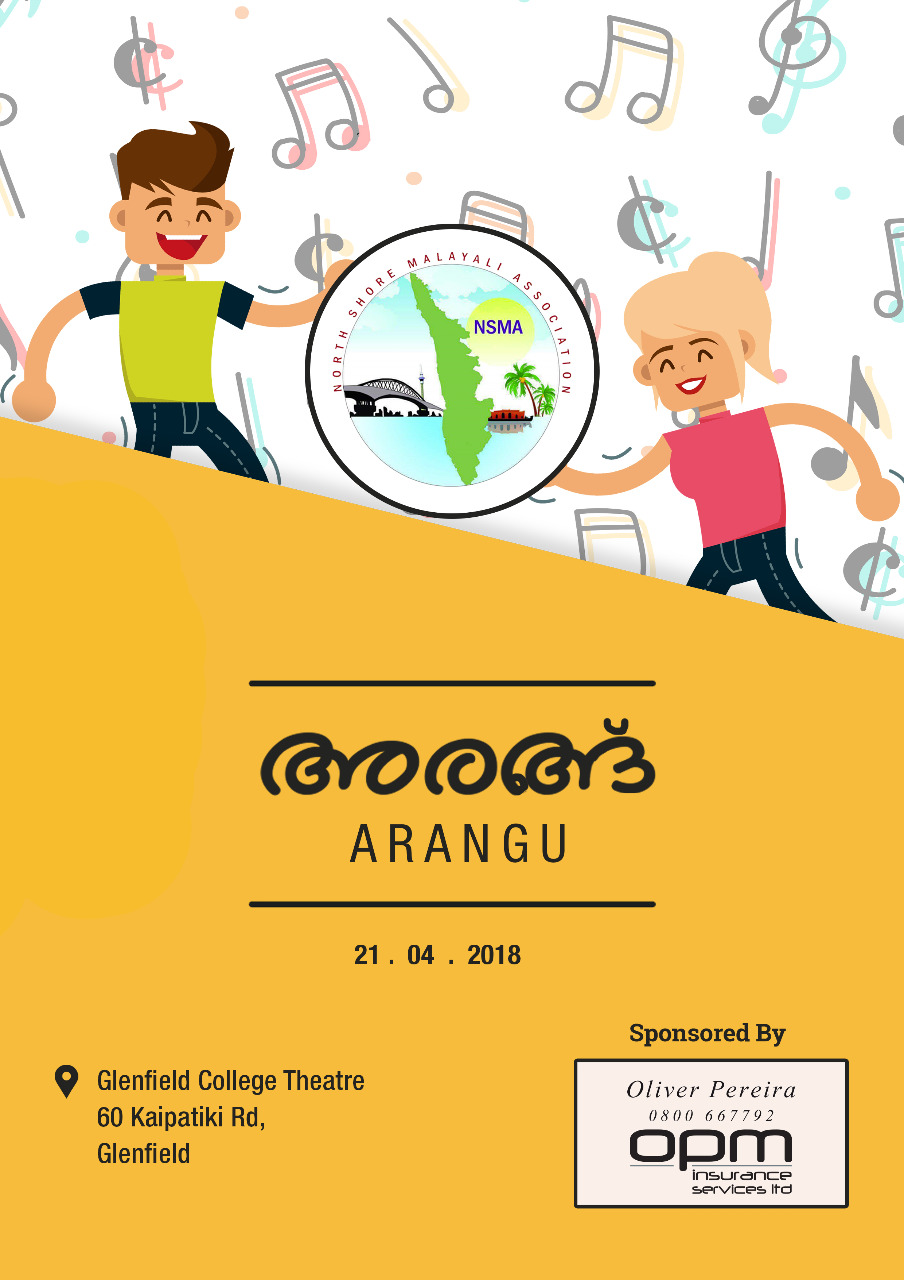 NORTH SHORE MALAYALI ASSOCIATION
NSMA
അരങ്ങ്
ARANGU
21 . 04 . 2018
Sponsored By
Glenfield College Theatre
60 Kaipatiki Rd,
Glenfield
Oliver Pereira
0800 667792
opm
insurance
services ltd